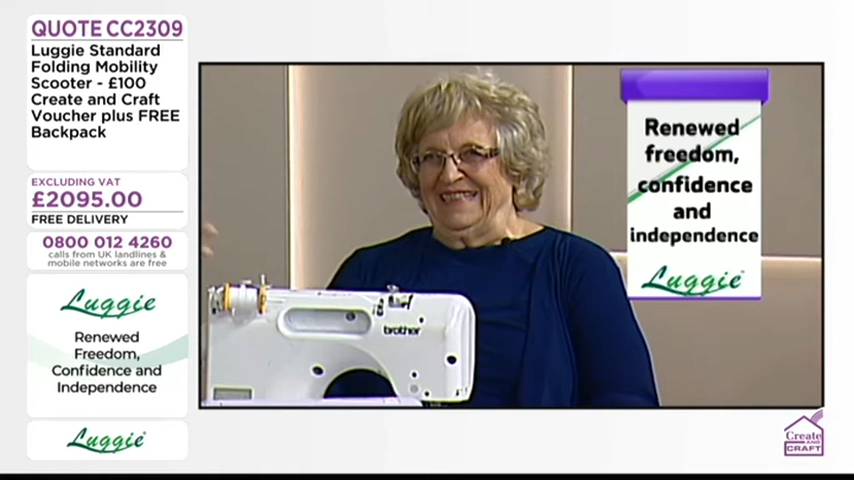 QUOTE CC2309
Luggie Standard
Folding Mobility
Scooter - £100
Create and Craft
Voucher plus FREE
Backpack
EXCLUDING VAT
£2095.00
FREE DELIVERY
0800 012 4260
calls from UK landlines &
mobile networks are free
Luggie
Renewed
Freedom,
Confidence and
Independence
Luggie
brother
Renewed
freedom,
confidence
and
independence
Luggie
Create
AND
CRAFT